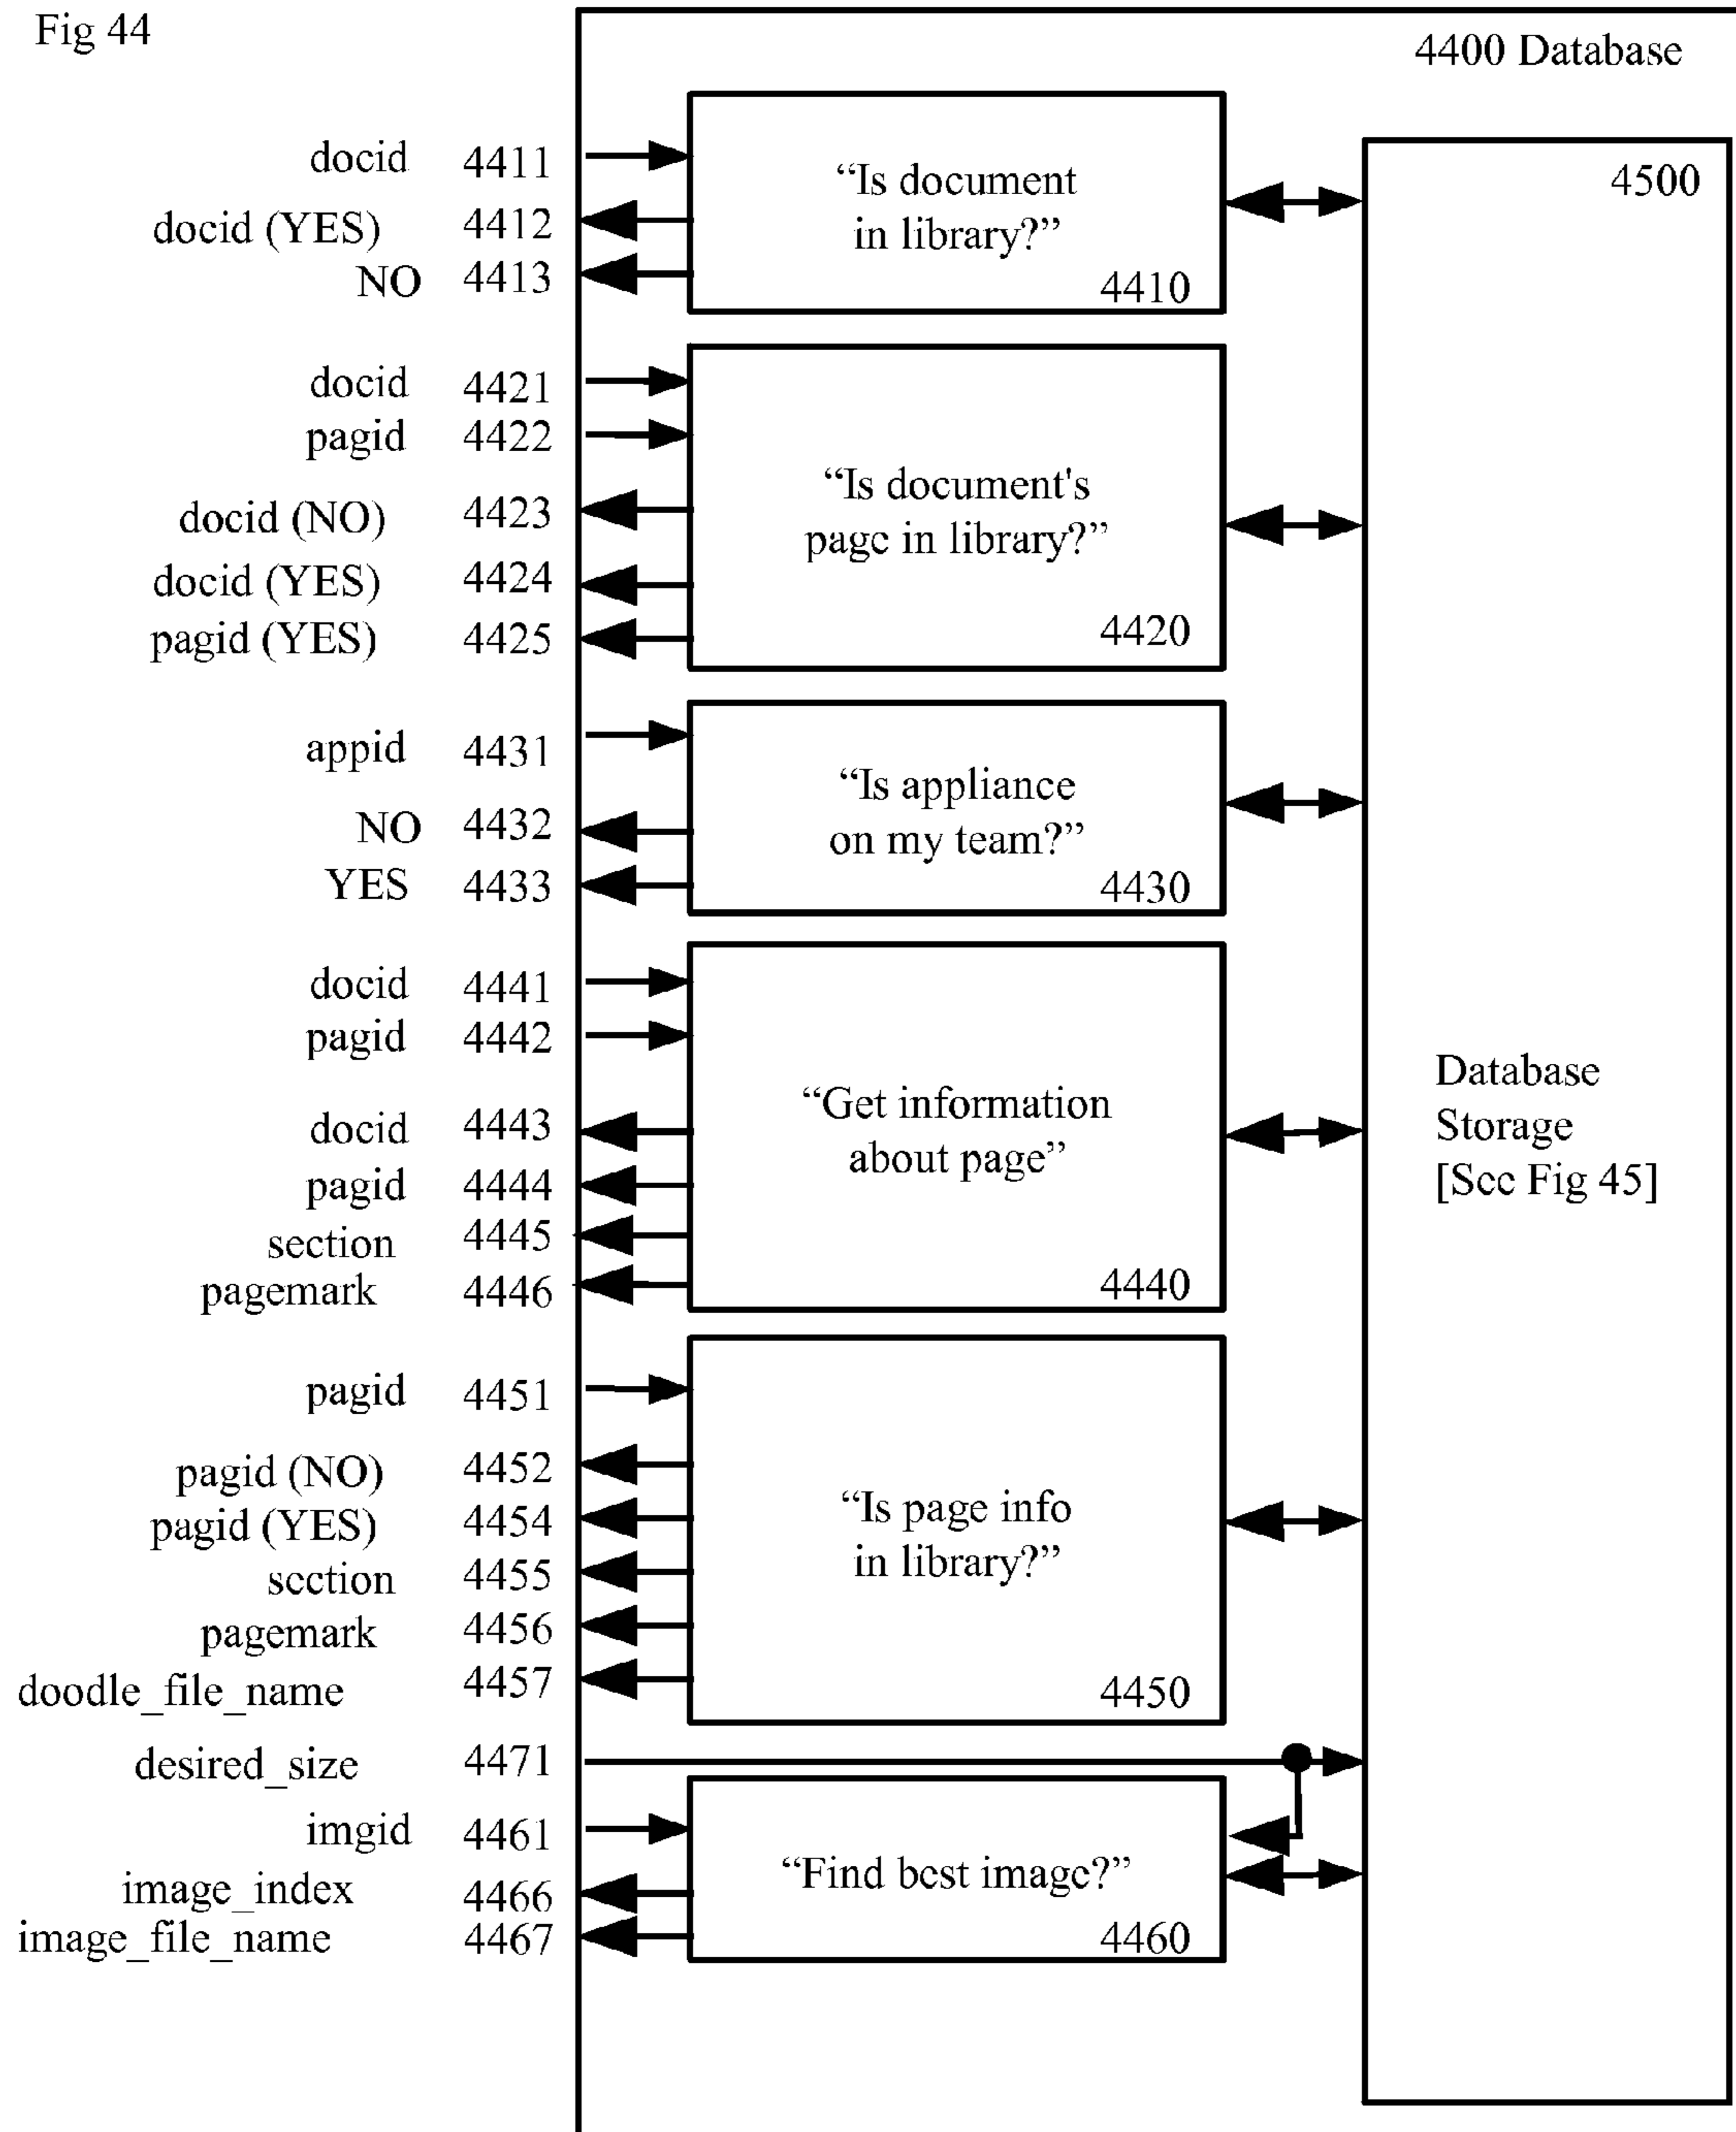 Fig 44
4400 Database
4500
docid 4411
docid (YES) 4412
NO 4413
“Is document
in library?”
4410
docid 4421
pagid 4422
docid (NO) 4423
docid (YES) 4424
pagid (YES) 4425
“Is document's
page in library?”
4420
appid 4431
NO 4432
YES 4433
“Is appliance
on my team?”
4430
docid 4441
pagid 4442
docid 4443
pagid 4444
section 4445
pagemark 4446
“Get information
about page”
4440
Database
Storage
[See Fig 45]
pagid 4451
pagid (NO) 4452
pagid (YES) 4454
section 4455
pagemark 4456
doodle_file_name 4457
“Is page info
in library?”
4450
desired_size 4471
imgid 4461
image_index 4466
image_file_name 4467
“Find best image?”
4460